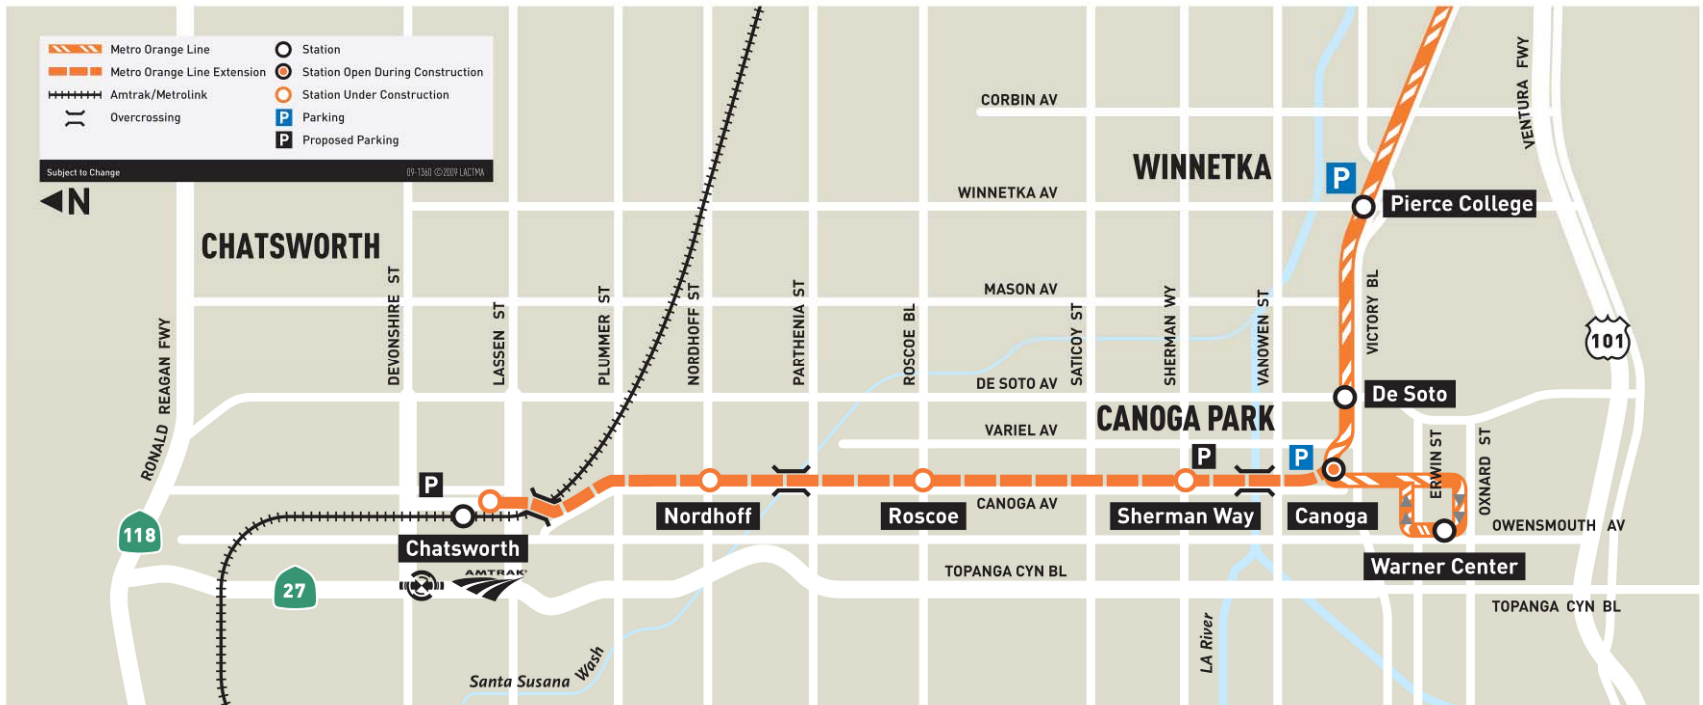 Metro Orange Line
Metro Orange Line Extension
Amtrak/Metrolink
Overcrossing
Station
Station Open During Construction
Station Under Construction
P Parking
P Proposed Parking
Subject to Change
09-1360 ©2009 LACTMA
N
CHATSWORTH
WINNETKA
CANOGA PARK
CORBIN AV
WINNETKA AV
MASON AV
DE SOTO AV
VARIEL AV
CANOGA AV
OWENSMOUTH AV
TOPANGA CYN BL
TOPANGA CYN BL
RONALD REAGAN FWY
DEVONSHIRE ST
LASSEN ST
PLUMMER ST
NORDHOFF ST
PARTHENIA ST
ROSCOE BL
SATICOY ST
SHERMAN WY
VANOWEN ST
VICTORY BL
ERWIN ST
OXNARD ST
VENTURA FWY
P
Pierce College
De Soto
P
P
P
Nordhoff
Roscoe
Sherman Way
Canoga
Chatsworth
Warner Center
AMTRAK
118
27
101
Santa Susana Wash
LA River